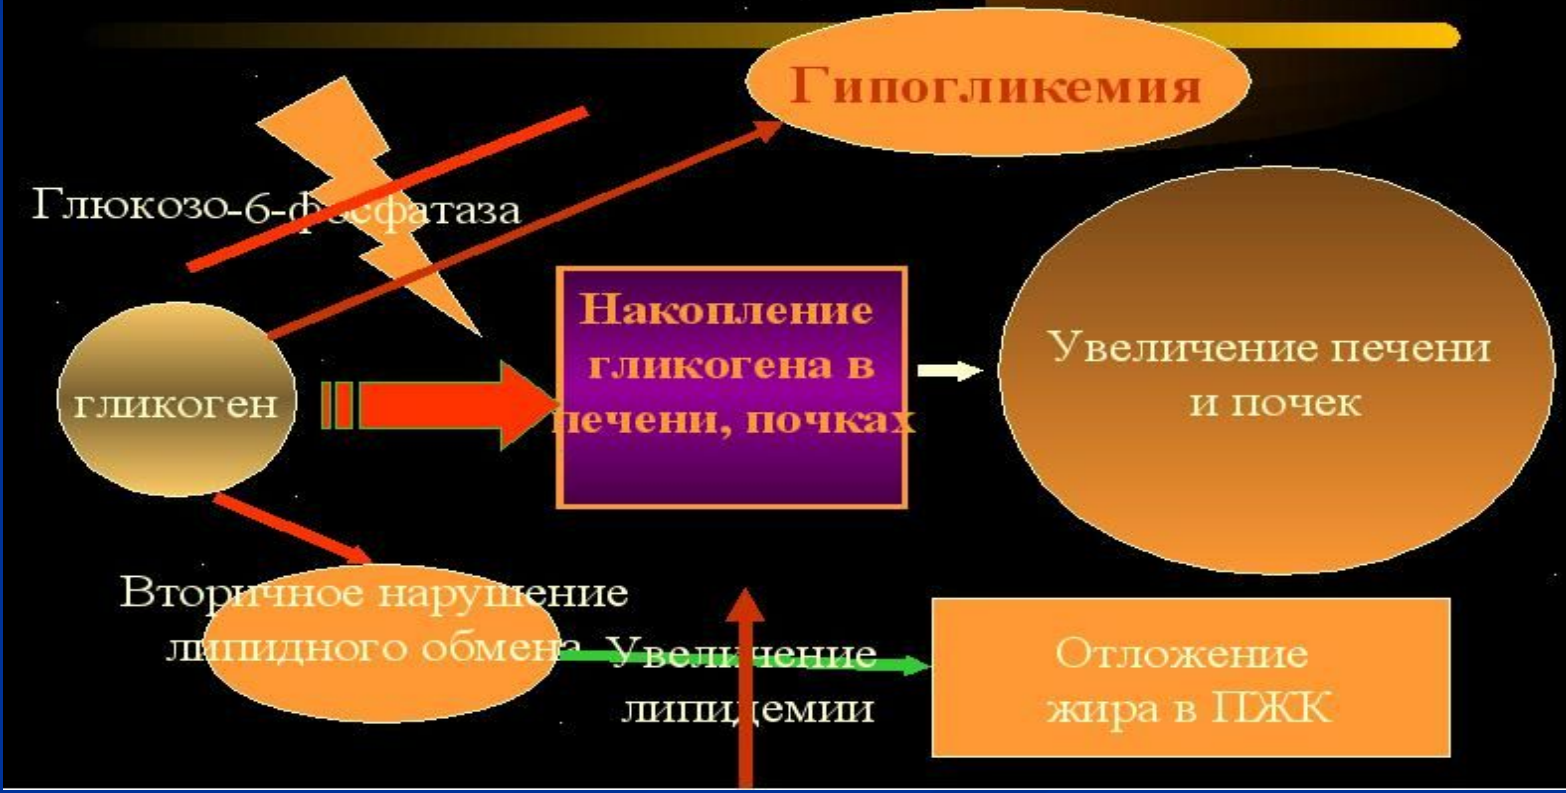 Гипогликемия
Глюкозо-6-фосфатаза
гликоген
Накопление
гликогена в
печени, почках
Увеличение печени
и почек
Вторичное нарушение
липидного обмена
Увеличение
липидемии
Отложение
жира в ПЖК